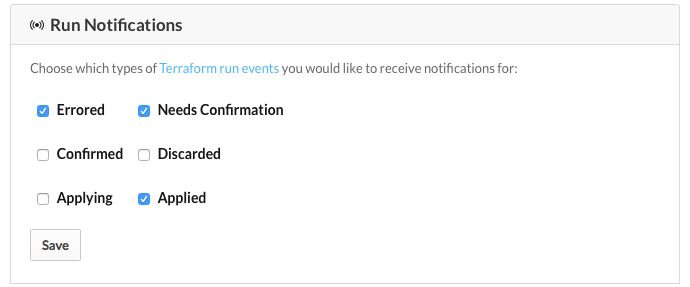 Run Notifications
Choose which types of Terraform run events you would like to receive notifications for:
Errored Needs Confirmation
Confirmed Discarded
Applying Applied
Save